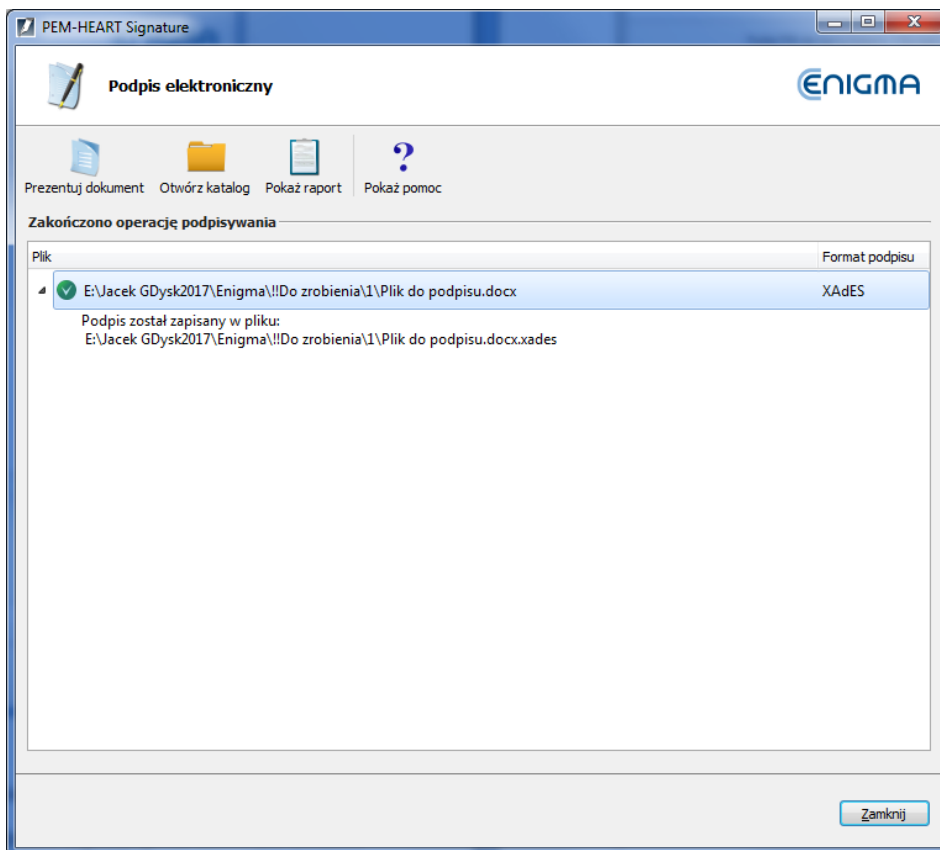 PEM-HEART Signature
Podpis elektroniczny
ENIGMA
Prezentuj dokument Otwórz katalog Pokaż raport ? Pokaż pomoc
Zakończono operację podpisywania
Plik Format podpisu
E:\Jacek GDysk2017\Enigma\!!Do zrobienia\1\Plik do podpisu.docx XAdES
Podpis został zapisany w pliku:
E:\Jacek GDysk2017\Enigma\!!Do zrobienia\1\Plik do podpisu.docx.xades
Zamknij